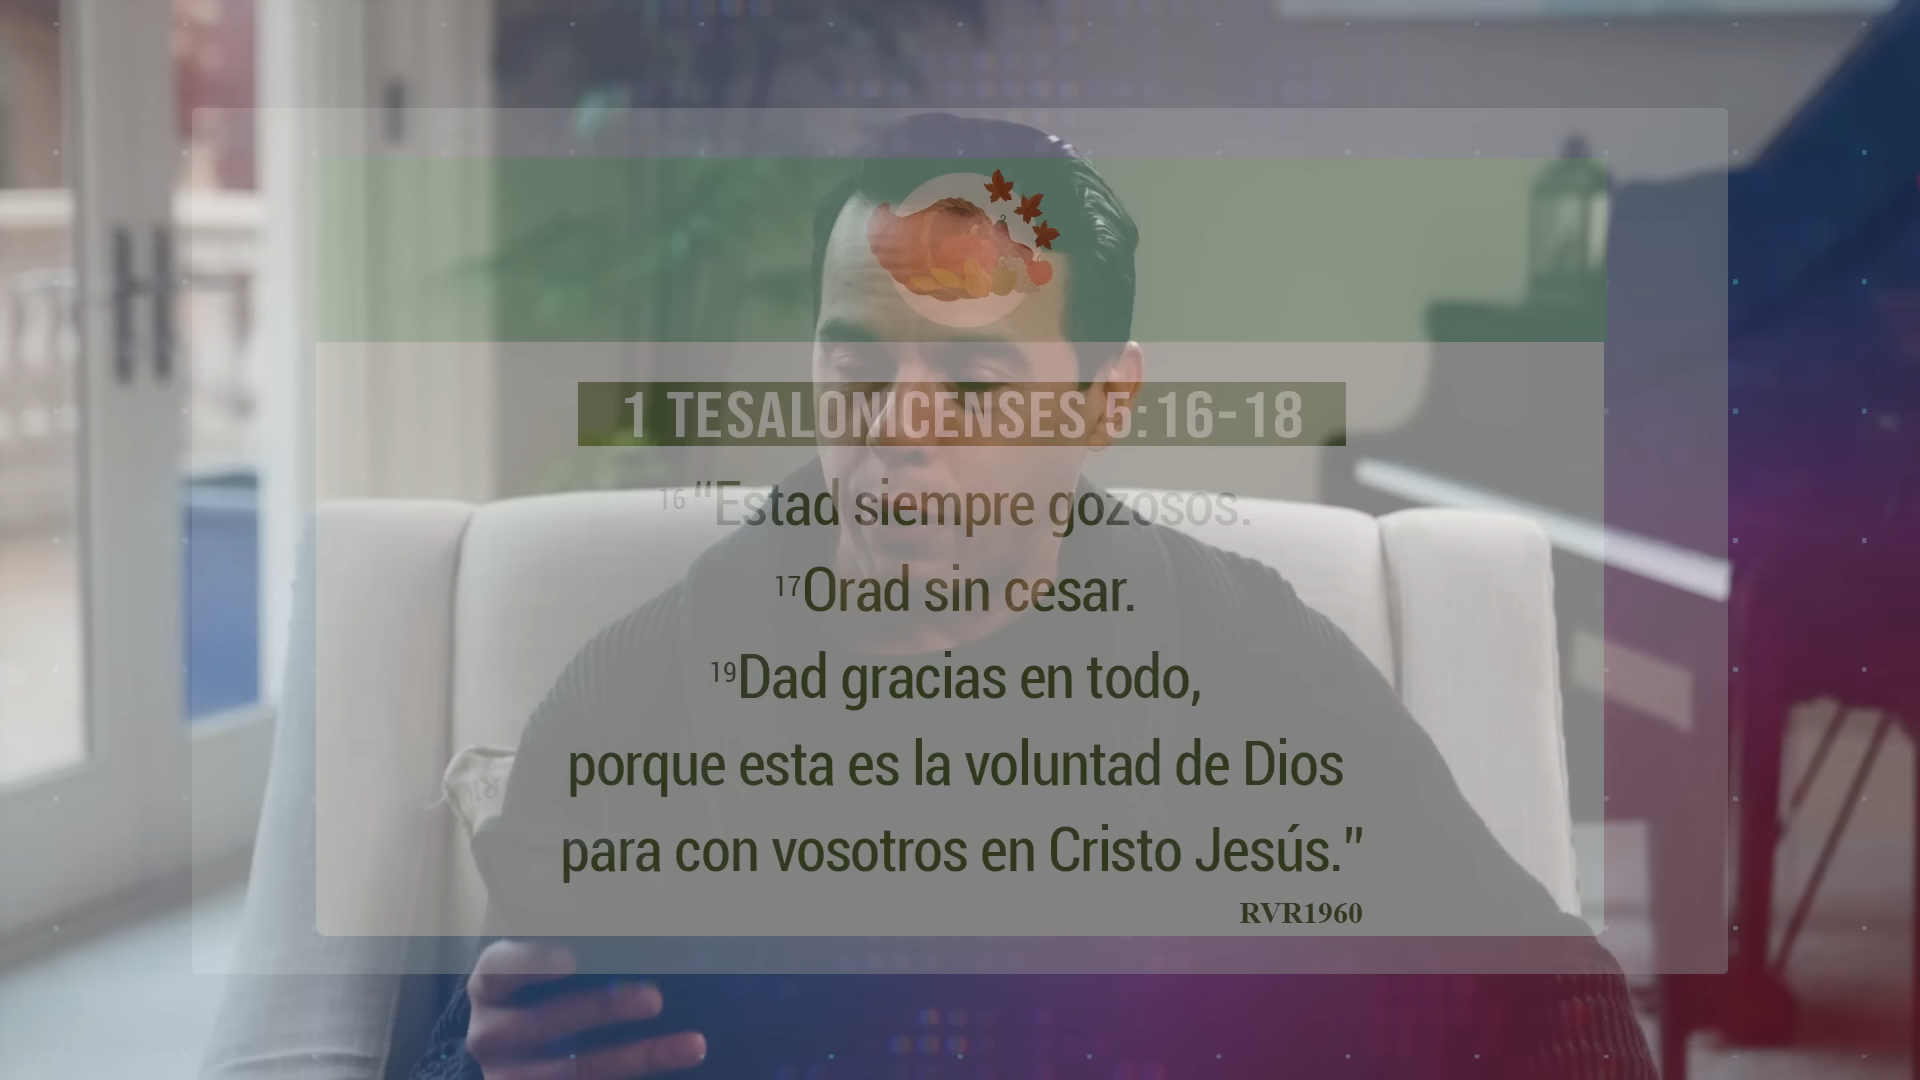 1 TESALONICENSES 5:16-18
16 “Estad siempre gozosos.
17Orad sin cesar.
19Dad gracias en todo,
porque esta es la voluntad de Dios
para con vosotros en Cristo Jesús.”
RVR1960